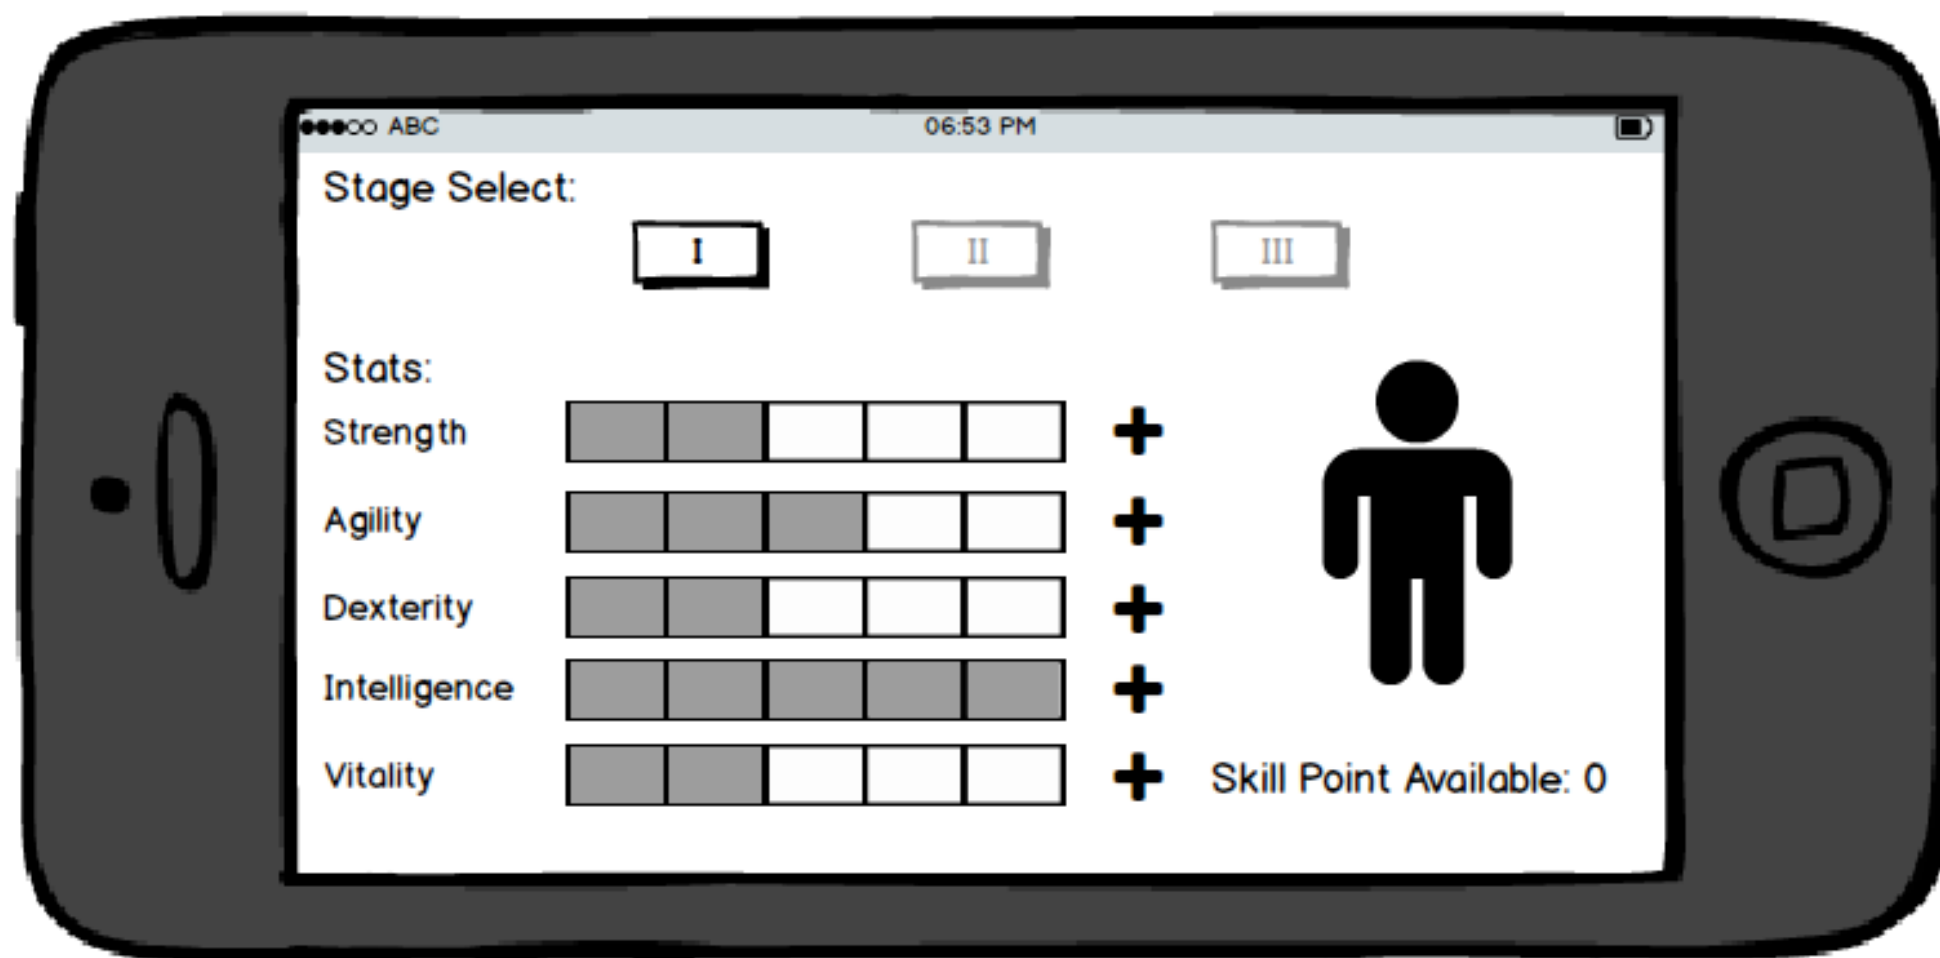 ABC 06:53 PM
Stage Select:
I II III
Stats:
Strength
Agility
Dexterity
Intelligence
Vitality
Skill Point Available: 0